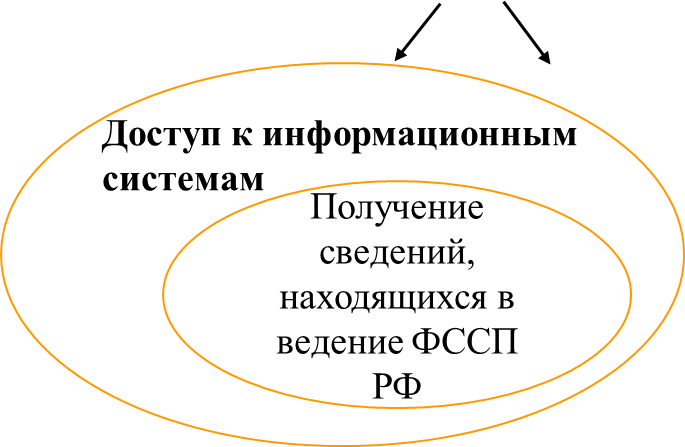 Доступ к информационным
системам
Получение
сведений,
находящихся в
ведение ФССП
РФ